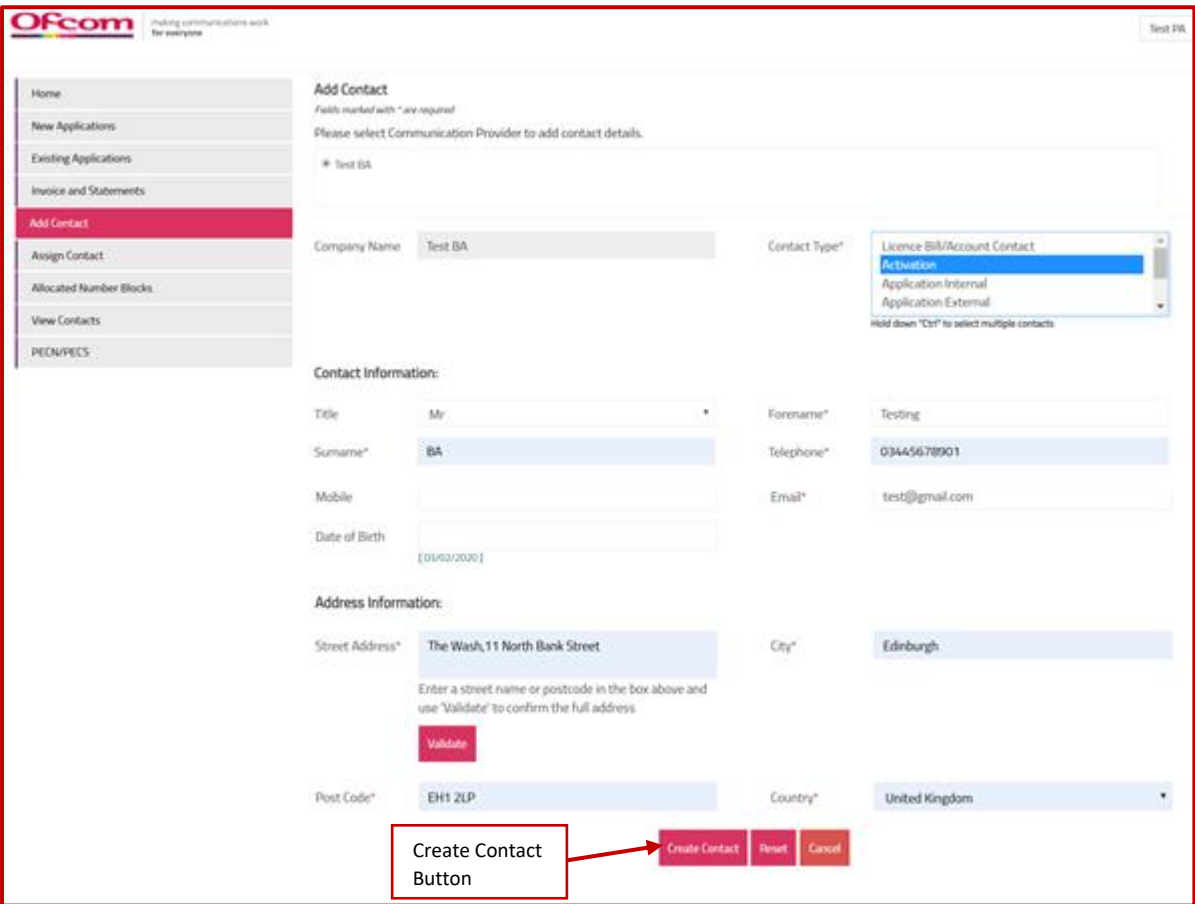 Ofcom
making communications work
for everyone
Test PA
Home
New Applications
Existing Applications
Invoice and Statements
Add Contact
Assign Contact
Allocated Number Blocks
View Contacts
PECN/PECS
Add Contact
Fields marked with * are required
Please select Communication Provider to add contact details.
Test BA
Company Name Test BA
Contact Type*
Licence Bill/Account Contact
Activation
Application Internal
Application External
Hold down "Ctrl" to select multiple contacts
Contact Information:
Title Mr Forename* Testing
Surname* BA Telephone* 03445678901
Mobile Email* test@gmail.com
Date of Birth
[ 03/02/2020 ]
Address Information:
Street Address* The Wash,11 North Bank Street City* Edinburgh
Enter a street name or postcode in the box above and
use 'Validate' to confirm the full address
Validate
Post Code* EH1 2LP Country* United Kingdom
Create Contact
Button
Create Contact Reset Cancel